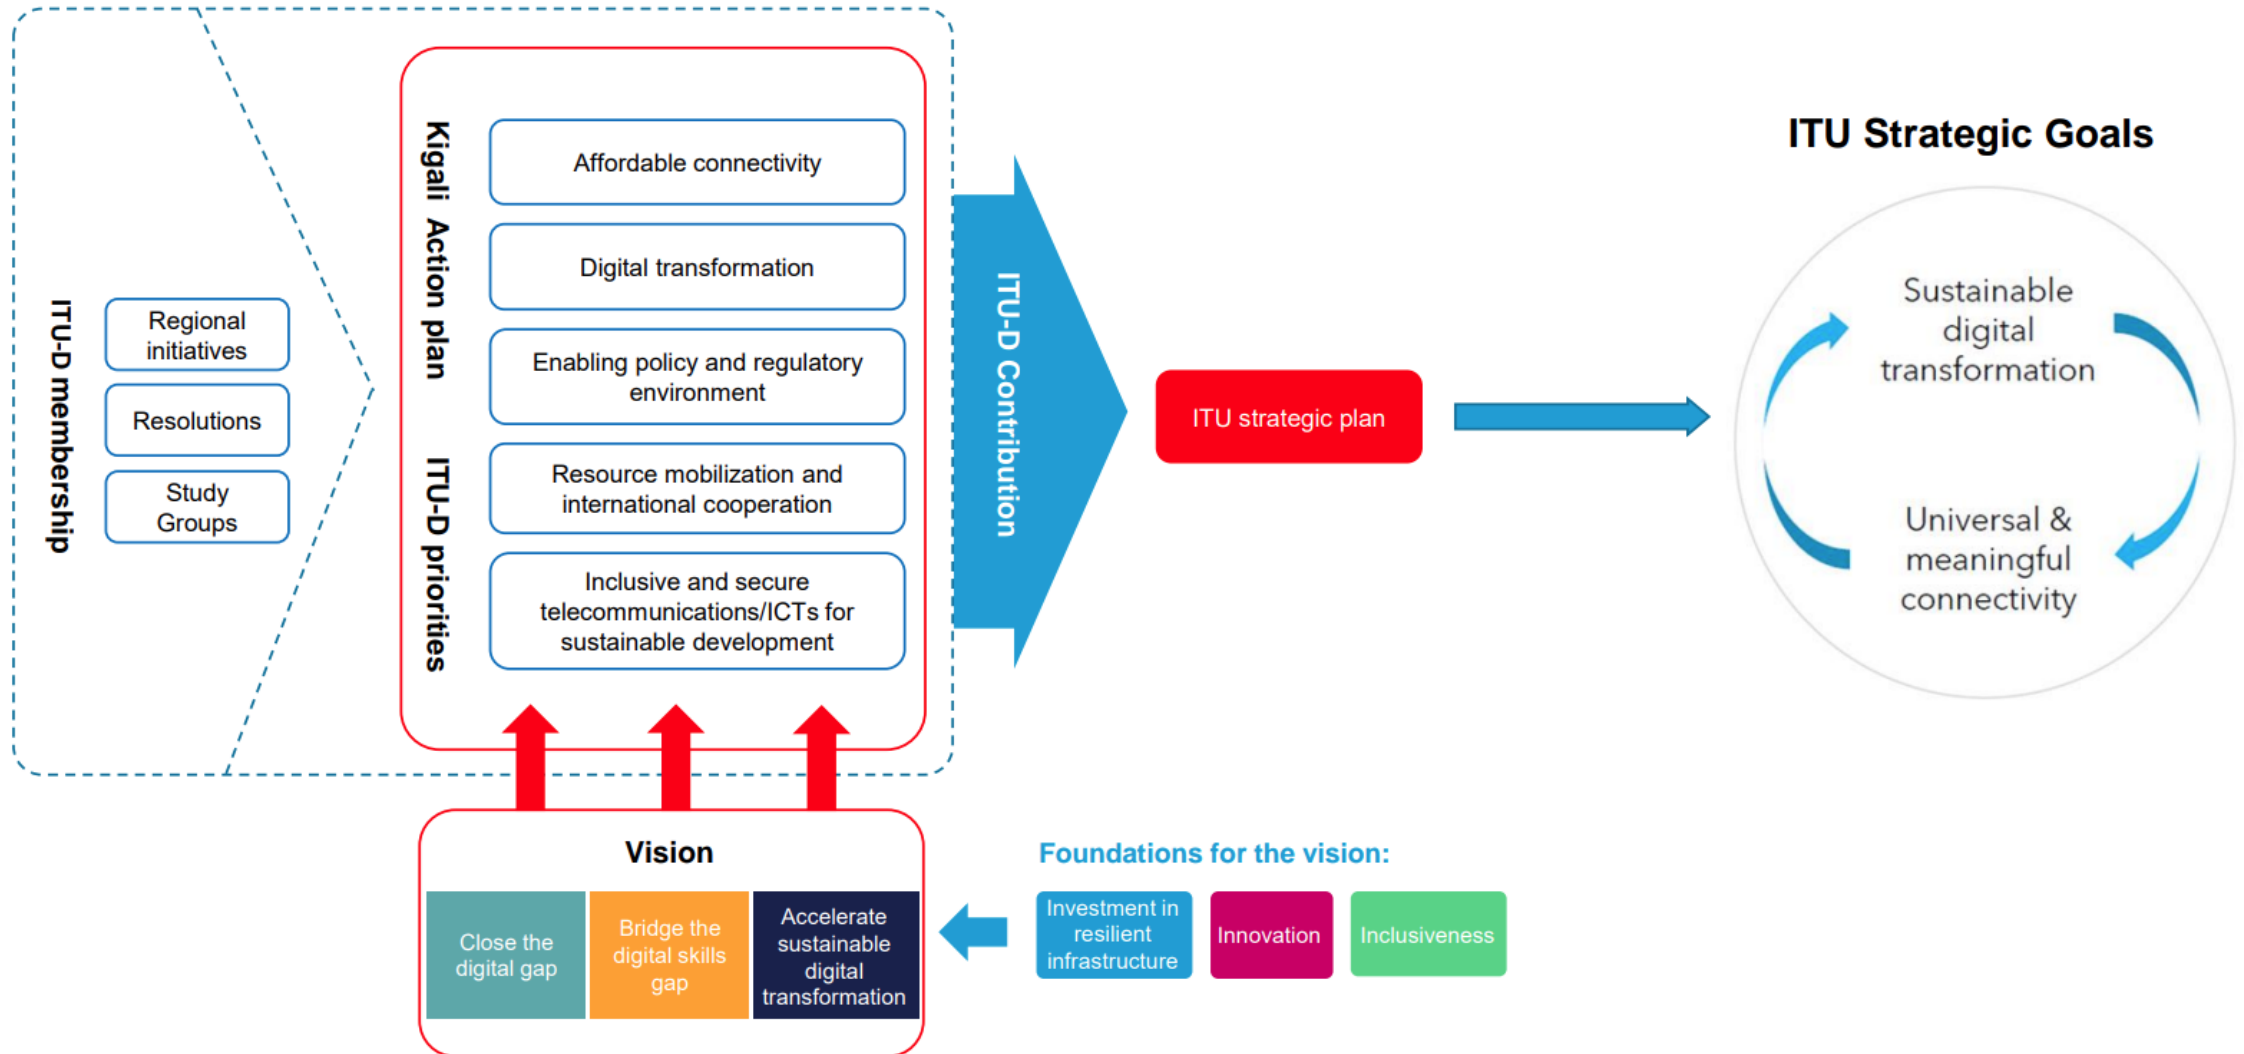 ITU-D membership
Regional
initiatives
Resolutions
Study
Groups
Kigali Action plan
ITU-D priorities
Affordable connectivity
Digital transformation
Enabling policy and regulatory
environment
Resource mobilization and
international cooperation
Inclusive and secure
telecommunications/ICTs for
sustainable development
ITU-D Contribution
ITU strategic plan
ITU Strategic Goals
Sustainable
digital
transformation
Universal &
meaningful
connectivity
Vision
Close the
digital gap
Bridge the
digital skills
gap
Accelerate
sustainable
digital
transformation
Foundations for the vision:
Investment in
resilient
infrastructure
Innovation
Inclusiveness